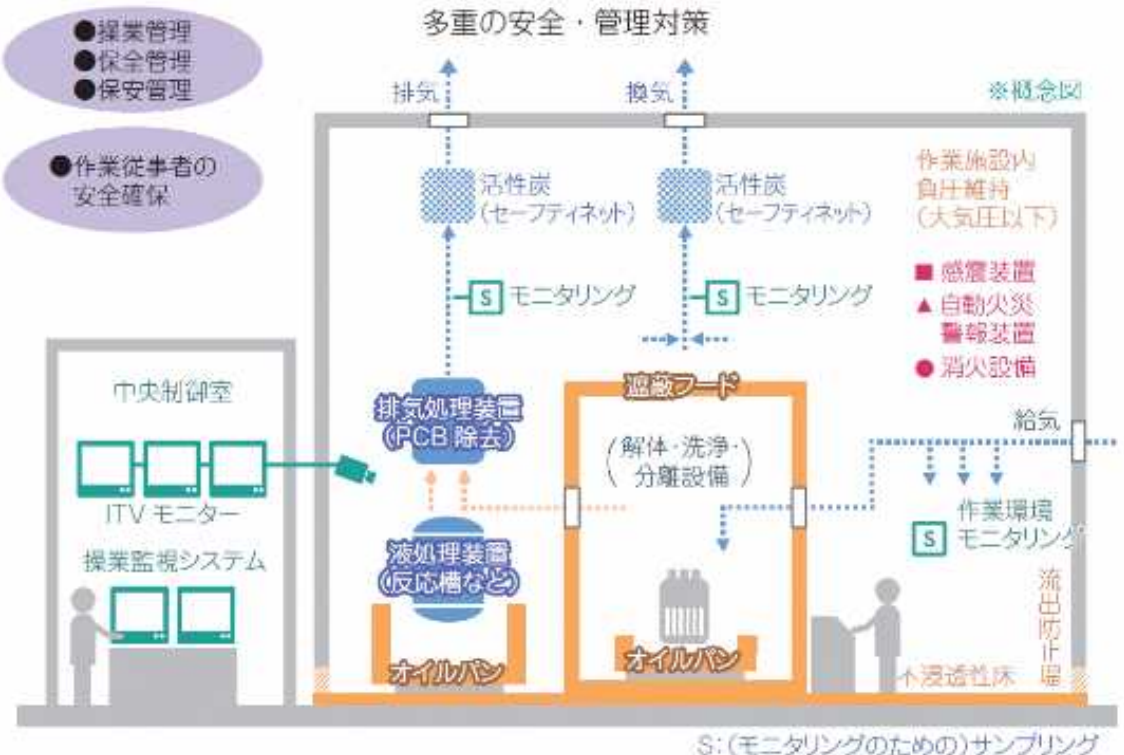 多重の安全・管理対策
●操業管理
●保全管理
●保安管理
●作業従事者の
安全確保
※概念図
排気
換気
活性炭
(セーフティネット)
活性炭
(セーフティネット)
作業施設内
負圧維持
(大気圧以下)
S モニタリング
S モニタリング
■ 感震装置
▲ 自動火災
警報装置
● 消火設備
中央制御室
ITV モニター
操業監視システム
排気処理装置
(PCB 除去)
液処理装置
(反応槽など)
オイルパン
遮蔽フード
(解体・洗浄・
分離設備)
オイルパン
給気
S 作業環境
モニタリング
流出防止堤
不浸透性床
S:(モニタリングのための)サンプリング